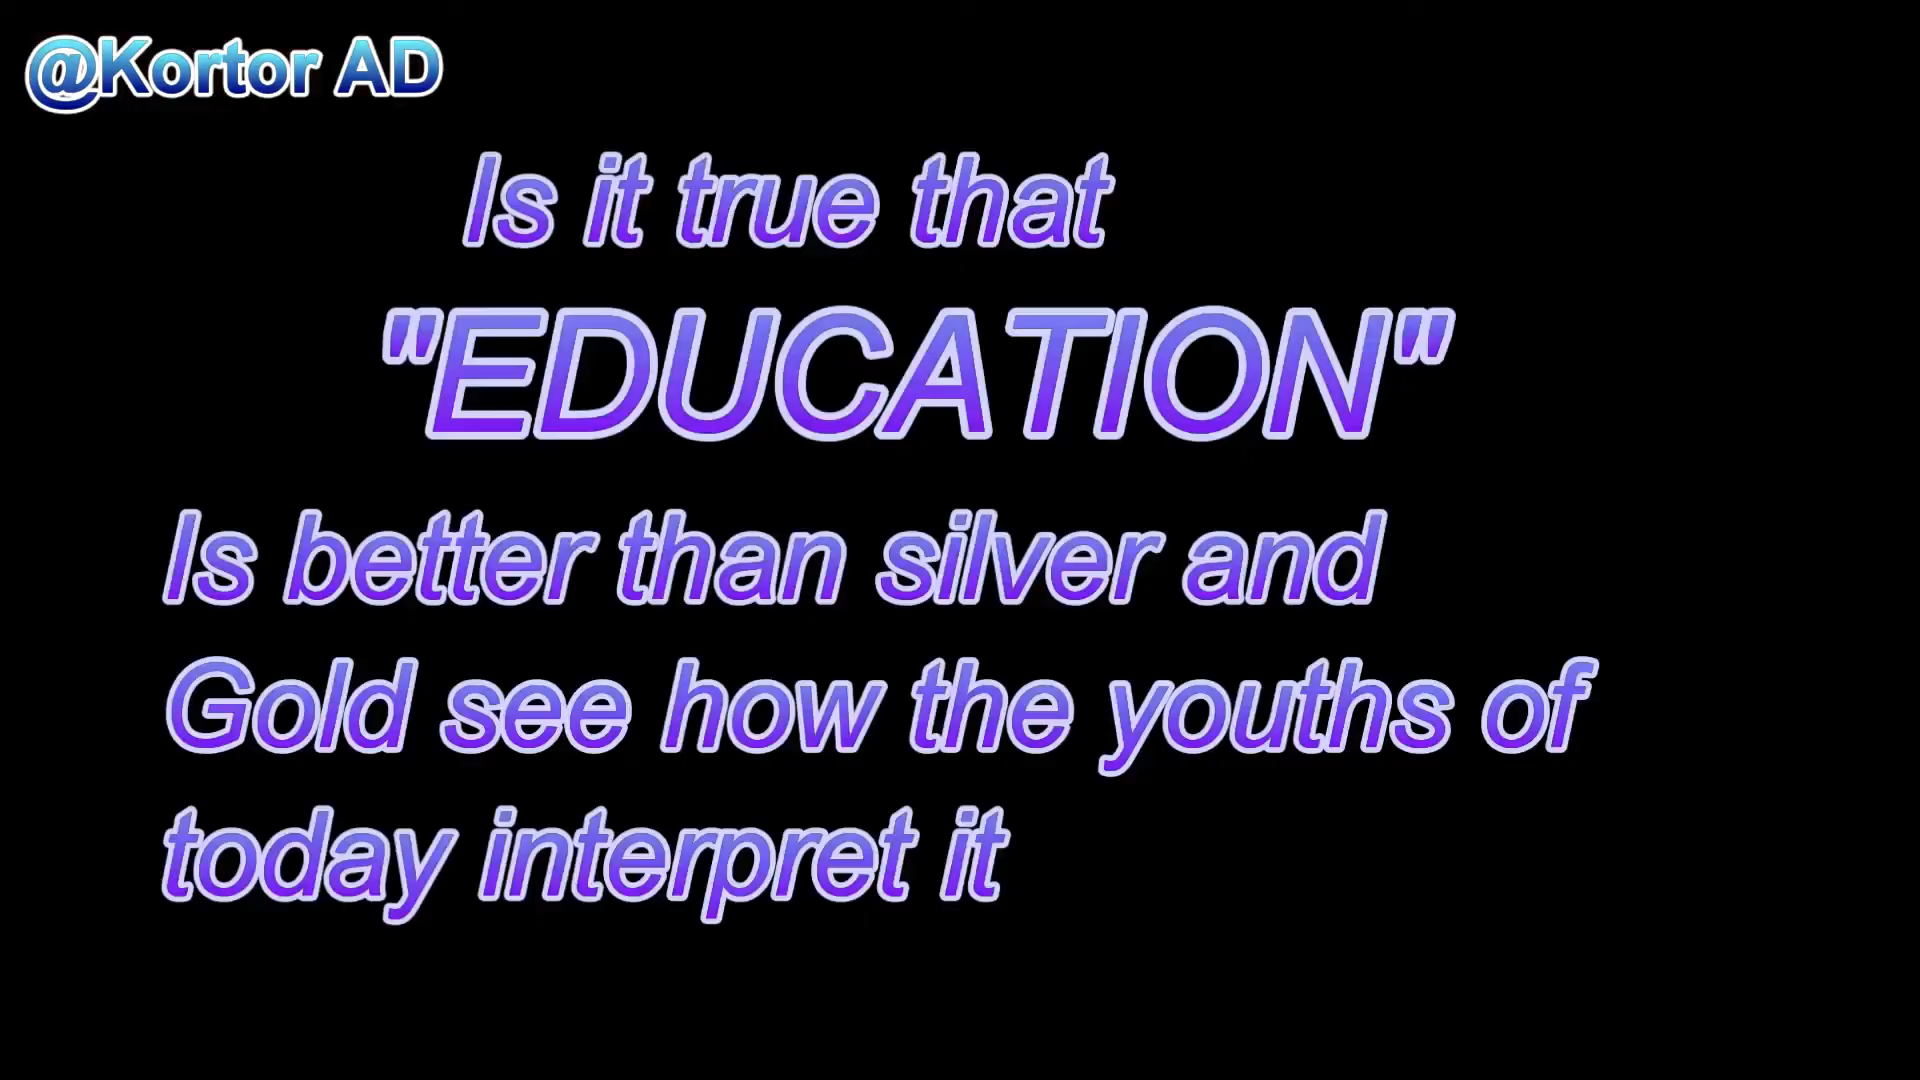 @Kortor AD
Is it true that
"EDUCATION"
Is better than silver and
Gold see how the youths of
today interpret it